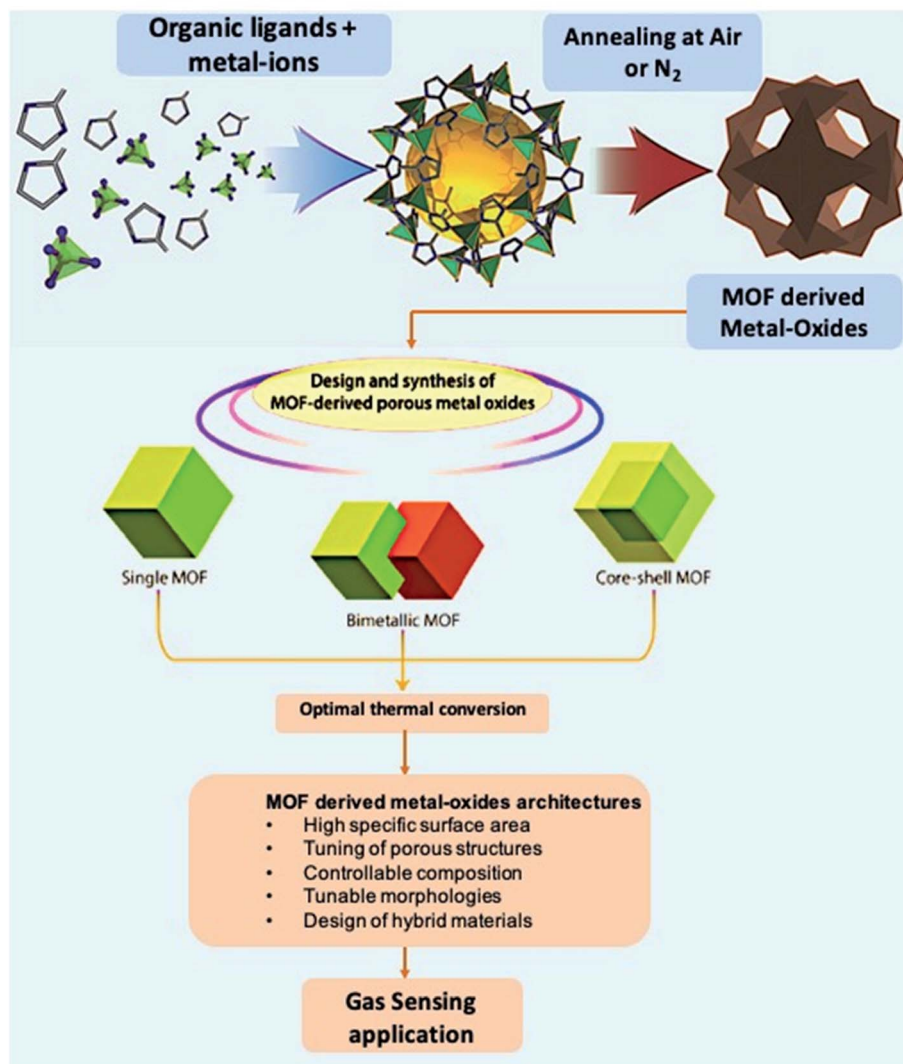 Organic ligands +
metal-ions
Annealing at Air
or N₂
MOF derived
Metal-Oxides
Design and synthesis of
MOF-derived porous metal oxides
Single MOF
Bimetallic MOF
Core-shell MOF
Optimal thermal conversion
MOF derived metal-oxides architectures
• High specific surface area
• Tuning of porous structures
• Controllable composition
• Tunable morphologies
• Design of hybrid materials
Gas Sensing
application